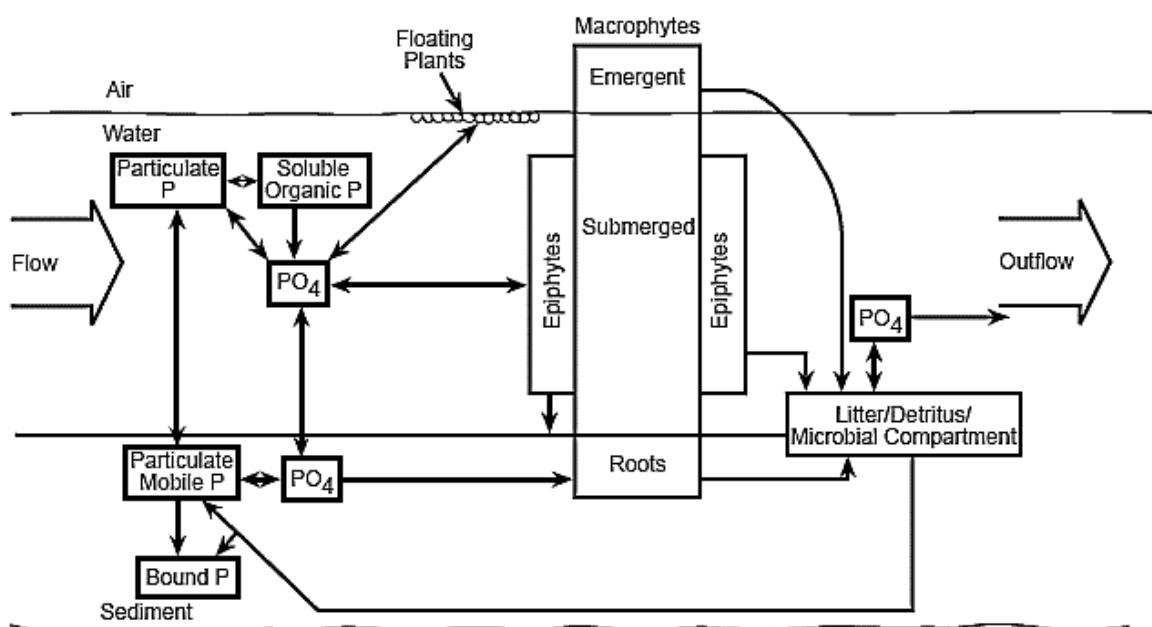 Macrophytes
Floating
Plants
Emergent
Air
Water
Particulate
P
Soluble
Organic P
Submerged
Flow
PO4
Epiphytes
Epiphytes
Outflow
PO4
Litter/Detritus/
Microbial Compartment
Particulate
Mobile P
PO4
Roots
Bound P
Sediment